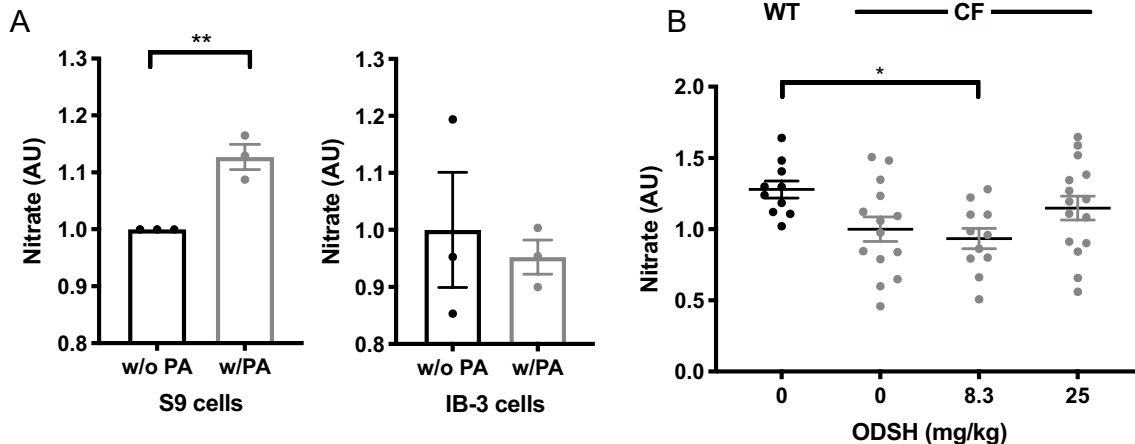 A
**
1.3
1.2
1.1
1.0
0.9
0.8
Nitrate (AU)
w/o PA
w/PA
S9 cells
1.3
1.2
1.1
1.0
0.9
0.8
Nitrate (AU)
w/o PA
w/PA
IB-3 cells
B
WT
CF
*
2.0
1.5
1.0
0.5
0.0
Nitrate (AU)
0
0
8.3
25
ODSH (mg/kg)